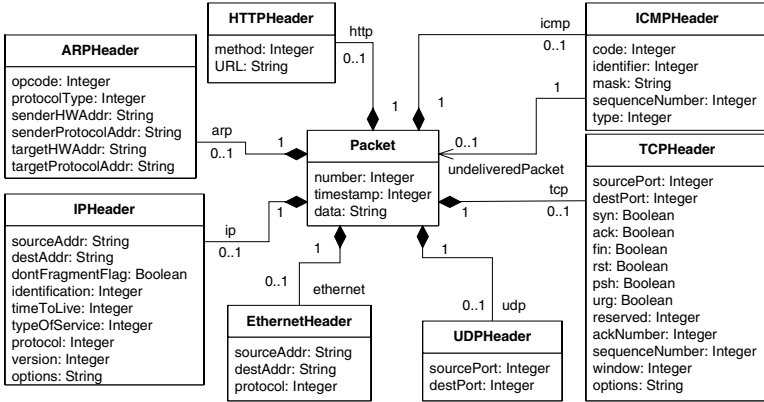 HTTPHeader
method: Integer
URL: String
http
0..1
1
icmp
0..1
1
ICMPHeader
code: Integer
identifier: Integer
mask: String
sequenceNumber: Integer
type: Integer
1
0..1
undeliveredPacket
ARPHeader
opcode: Integer
protocolType: Integer
senderHWAddr: String
senderProtocolAddr: String
targetHWAddr: String
targetProtocolAddr: String
arp
0..1
1
Packet
number: Integer
timestamp: Integer
data: String
tcp
0..1
1
TCPHeader
sourcePort: Integer
destPort: Integer
syn: Boolean
ack: Boolean
fin: Boolean
rst: Boolean
psh: Boolean
urg: Boolean
reserved: Integer
ackNumber: Integer
sequenceNumber: Integer
window: Integer
options: String
IPHeader
sourceAddr: String
destAddr: String
dontFragmentFlag: Boolean
identification: Integer
timeToLive: Integer
typeOfService: Integer
protocol: Integer
version: Integer
options: String
ip
0..1
1
1
0..1
ethernet
EthernetHeader
sourceAddr: String
destAddr: String
protocol: Integer
1
0..1
udp
UDPHeader
sourcePort: Integer
destPort: Integer